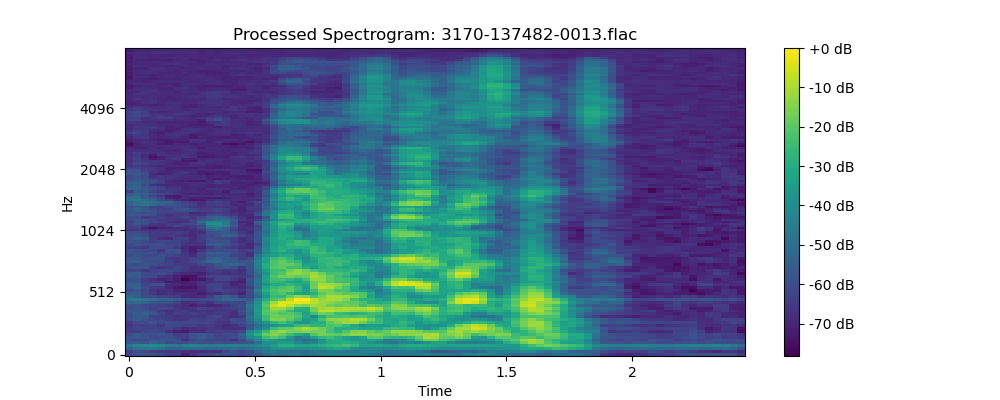 Processed Spectrogram: 3170-137482-0013.flac
Hz
4096
2048
1024
512
0
0
0.5
1
1.5
2
Time
+0 dB
-10 dB
-20 dB
-30 dB
-40 dB
-50 dB
-60 dB
-70 dB